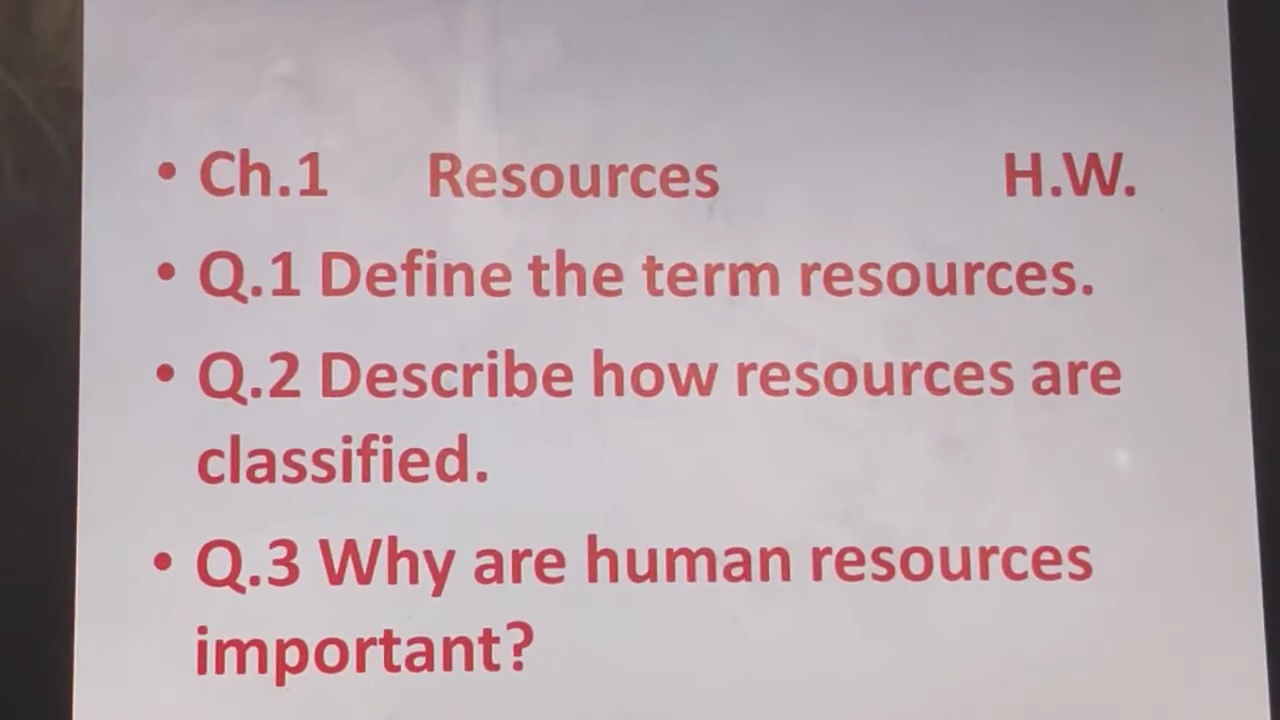 • Ch.1 Resources H.W.
• Q.1 Define the term resources.
• Q.2 Describe how resources are
classified.
• Q.3 Why are human resources
important?